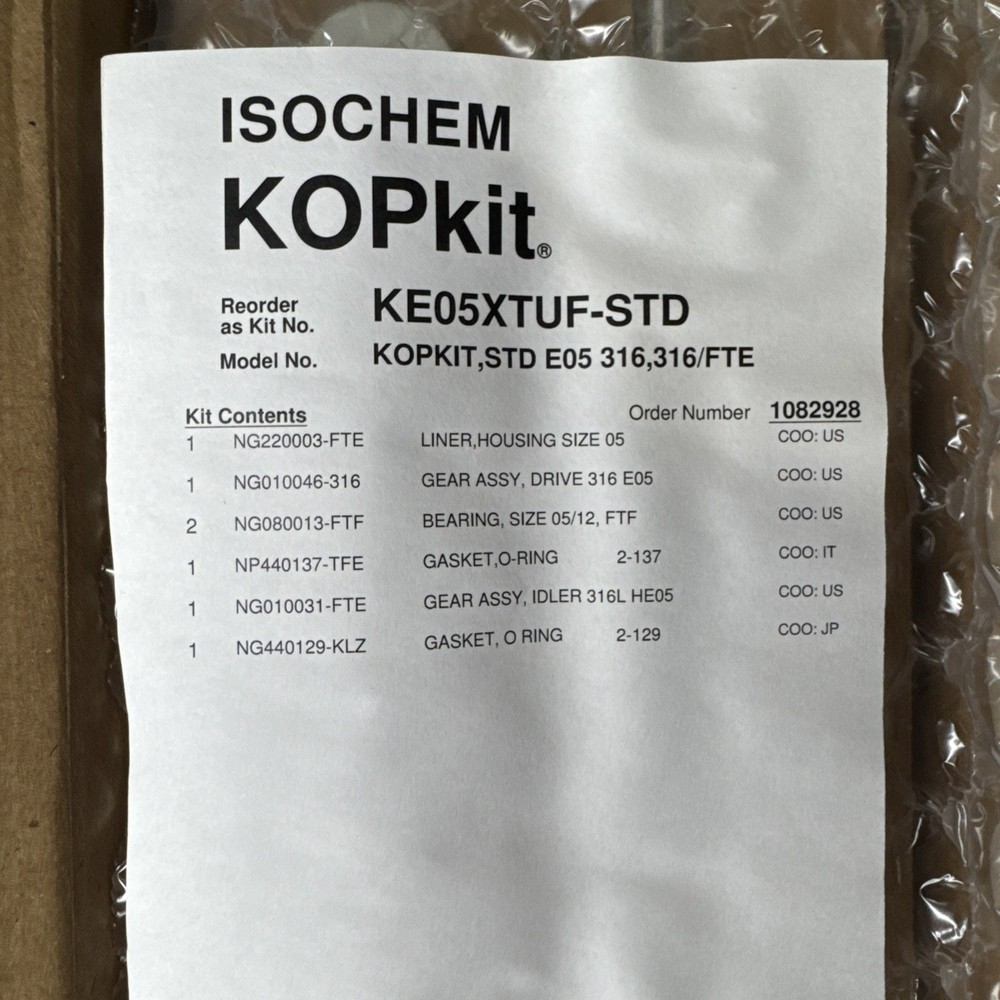 ISOCHEM
KOPkit®
Reorder as Kit No. KE05XTUF-STD
Model No. KOPKIT,STD E05 316,316/FTE
Kit Contents Order Number 1082928
1 NG220003-FTE LINER,HOUSING SIZE 05 COO: US
1 NG010046-316 GEAR ASSY, DRIVE 316 E05 COO: US
2 NG080013-FTF BEARING, SIZE 05/12, FTF COO: US
1 NP440137-TFE GASKET,O-RING 2-137 COO: IT
1 NG010031-FTE GEAR ASSY, IDLER 316L HE05 COO: US
1 NG440129-KLZ GASKET, O RING 2-129 COO: JP